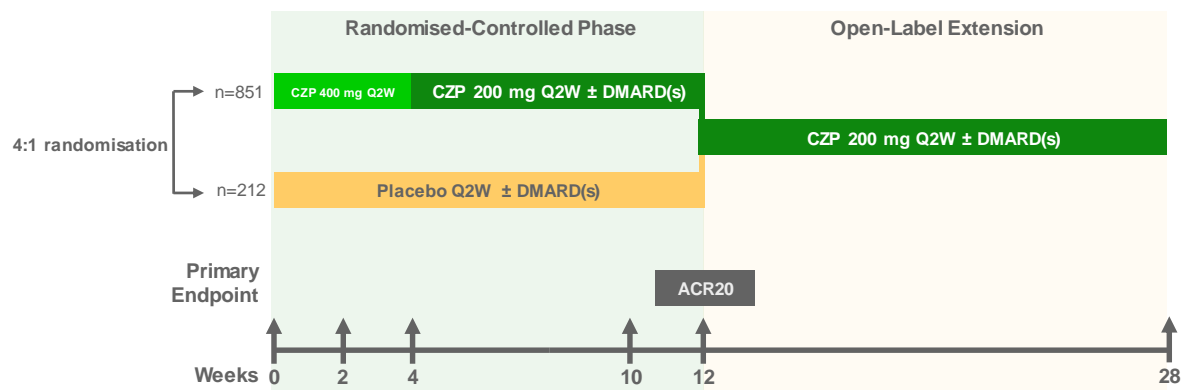 Randomised-Controlled Phase
Open-Label Extension
n=851
CZP 400 mg Q2W
CZP 200 mg Q2W ± DMARD(s)
4:1 randomisation
CZP 200 mg Q2W ± DMARD(s)
n=212
Placebo Q2W ± DMARD(s)
Primary
Endpoint
ACR20
Weeks
0
2
4
10
12
28